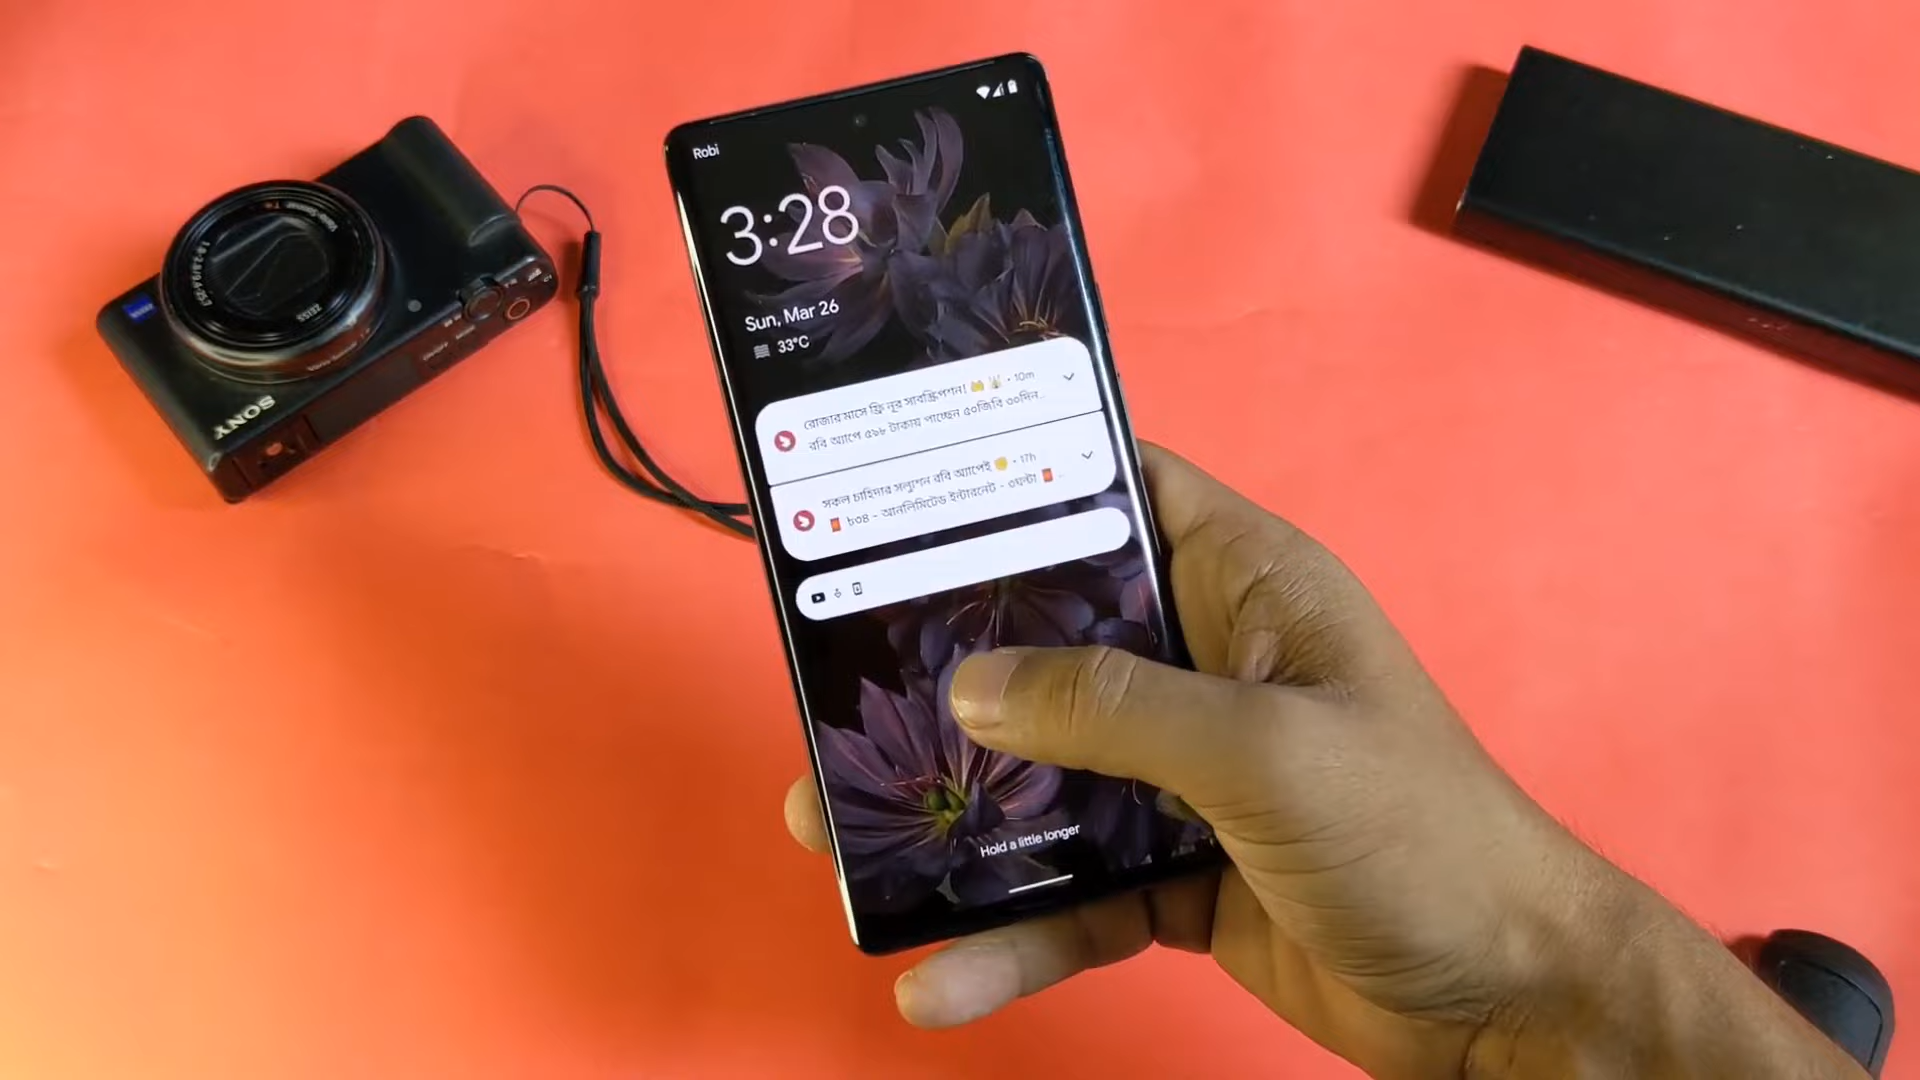 Robi
3:28
Sun, Mar 26
33°C
রোজার মাসে ফ্রি নূর সাবস্ক্রিপশন! 🤲 🕌 • 10m
রবি অ্যাপে ৫৯৮ টাকায় পাচ্ছেন ৫০জিবি ৩০দিন...
সকল চাহিদার সল্যুশন রবি অ্যাপেই ✊ • 17h
🧧 ৮৩৪ - আনলিমিটেড ইন্টারনেট - ৩ঘন্টা 🧧 ..
Hold a little longer
SONY
ZEISS